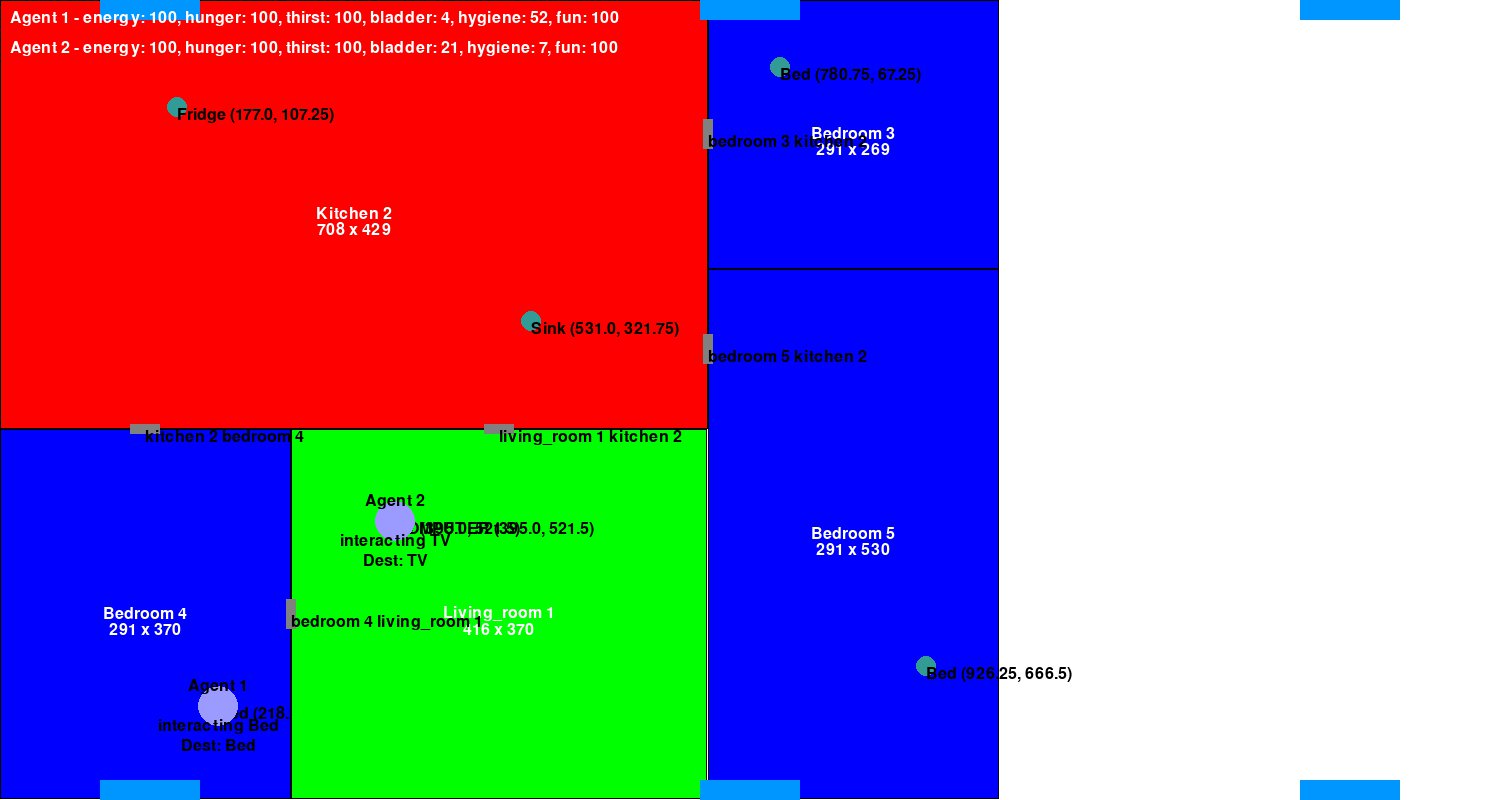 Agent 1 - energy: 100, hunger: 100, thirst: 100, bladder: 4, hygiene: 52, fun: 100
Agent 2 - energy: 100, hunger: 100, thirst: 100, bladder: 21, hygiene: 7, fun: 100
Bed (780.75, 67.25)
Fridge (177.0, 107.25)
Bedroom 3
bedroom 3 kitchen 2
291 x 269
Kitchen 2
708 x 429
Sink (531.0, 321.75)
bedroom 5 kitchen 2
kitchen 2 bedroom 4
living_room 1 kitchen 2
Agent 2
(395.0, 521.5)
interacting TV
Dest: TV
Bedroom 5
291 x 530
Bedroom 4
291 x 370
Living_room 1
bedroom 4 living_room 1
416 x 370
Bed (926.25, 666.5)
Agent 1
(218.
interacting Bed
Dest: Bed